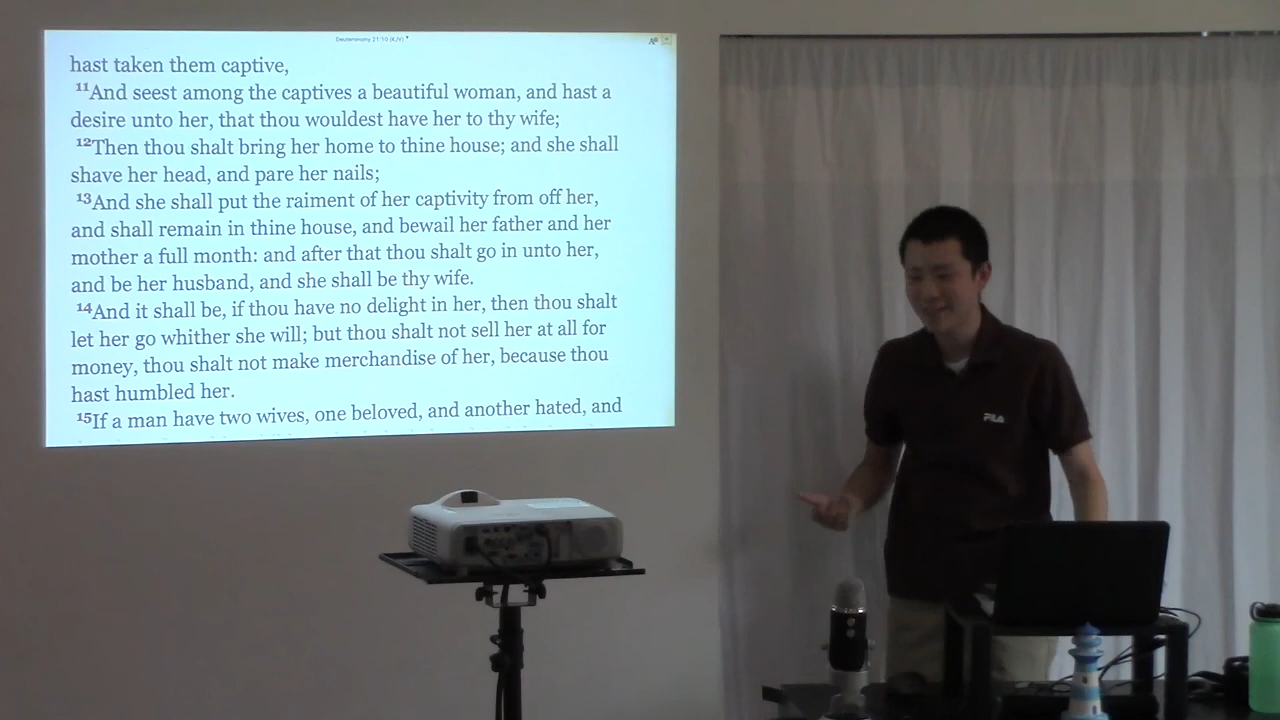 Deuteronomy 21:10 (KJV)
hast taken them captive,
11And seest among the captives a beautiful woman, and hast a
desire unto her, that thou wouldest have her to thy wife;
12Then thou shalt bring her home to thine house; and she shall
shave her head, and pare her nails;
13And she shall put the raiment of her captivity from off her,
and shall remain in thine house, and bewail her father and her
mother a full month: and after that thou shalt go in unto her,
and be her husband, and she shall be thy wife.
14And it shall be, if thou have no delight in her, then thou shalt
let her go whither she will; but thou shalt not sell her at all for
money, thou shalt not make merchandise of her, because thou
hast humbled her.
15If a man have two wives, one beloved, and another hated, and
FILA